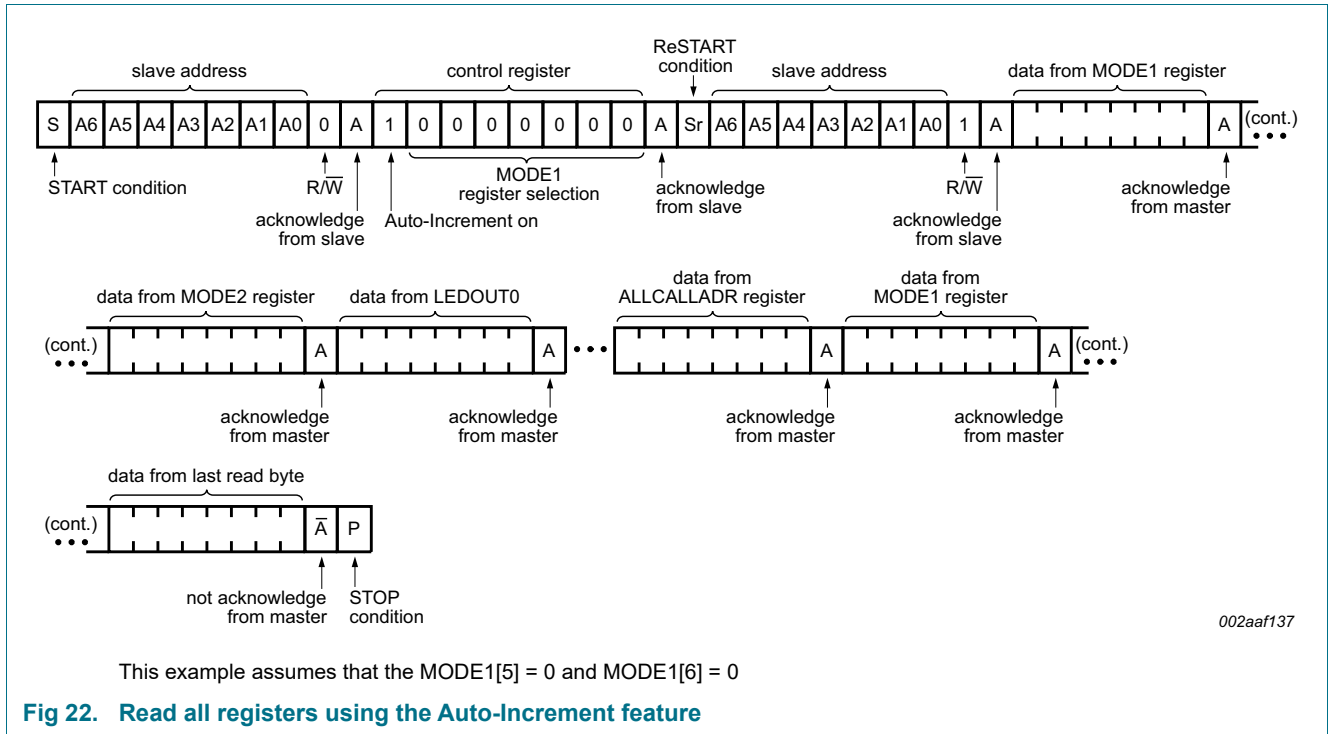 ReSTART
condition
slave address
control register
slave address
data from MODE1 register
S A6 A5 A4 A3 A2 A1 A0 0 A 1 0 0 0 0 0 0 0 A Sr A6 A5 A4 A3 A2 A1 A0 1 A A (cont.)
START condition
R/W̅
acknowledge
from slave
Auto-Increment on
MODE1
register selection
acknowledge
from slave
R/W̅
acknowledge
from slave
acknowledge
from master
data from MODE2 register
data from LEDOUT0
data from
ALLCALLADR register
data from
MODE1 register
(cont.) A A A A (cont.)
acknowledge
from master
acknowledge
from master
acknowledge
from master
acknowledge
from master
data from last read byte
(cont.) A̅ P
not acknowledge
from master
STOP
condition
002aaf137
This example assumes that the MODE1[5] = 0 and MODE1[6] = 0
Fig 22. Read all registers using the Auto-Increment feature